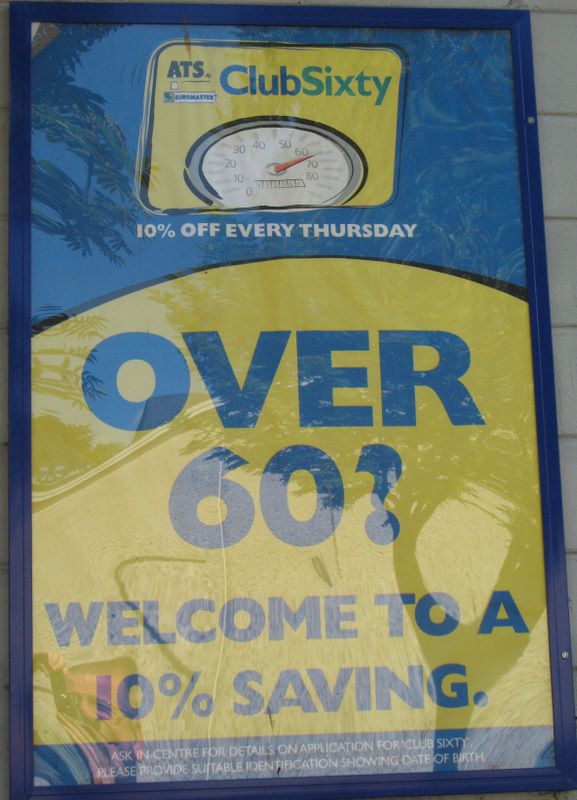 ATS
EUROMASTER
ClubSixty
0 10 20 30 40 50 60 70 80
10% OFF EVERY THURSDAY
OVER
60?
WELCOME TO A
10% SAVING.
ASK IN-CENTRE FOR DETAILS ON APPLICATION FOR 'CLUB SIXTY'.
PLEASE PROVIDE SUITABLE IDENTIFICATION SHOWING DATE OF BIRTH.